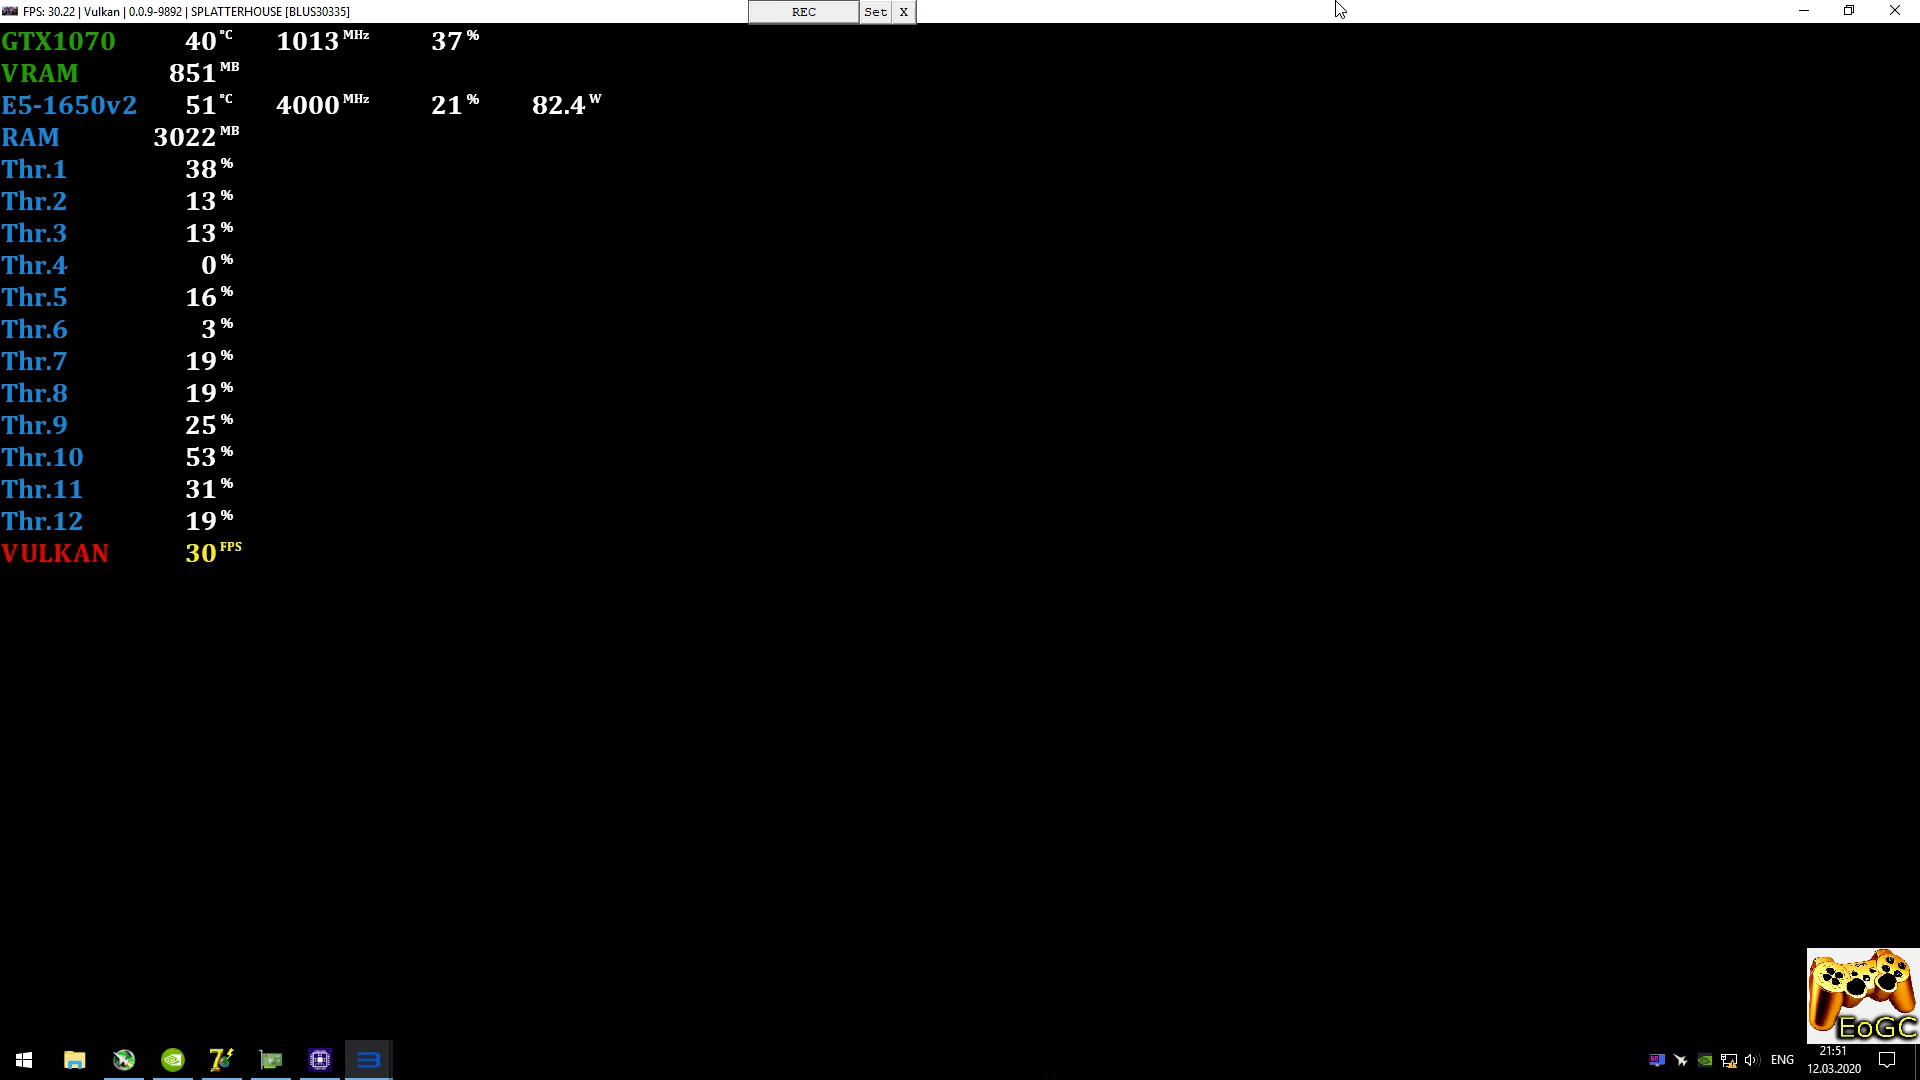 FPS: 30.22 | Vulkan | 0.0.9-9892 | SPLATTERHOUSE [BLUS30335]
REC Set X
GTX1070 40 °C 1013 MHz 37 %
VRAM 851 MB
E5-1650v2 51 °C 4000 MHz 21 % 82.4 W
RAM 3022 MB
Thr.1 38 %
Thr.2 13 %
Thr.3 13 %
Thr.4 0 %
Thr.5 16 %
Thr.6 3 %
Thr.7 19 %
Thr.8 19 %
Thr.9 25 %
Thr.10 53 %
Thr.11 31 %
Thr.12 19 %
VULKAN 30 FPS
EoGC
ENG
21:51
12.03.2020